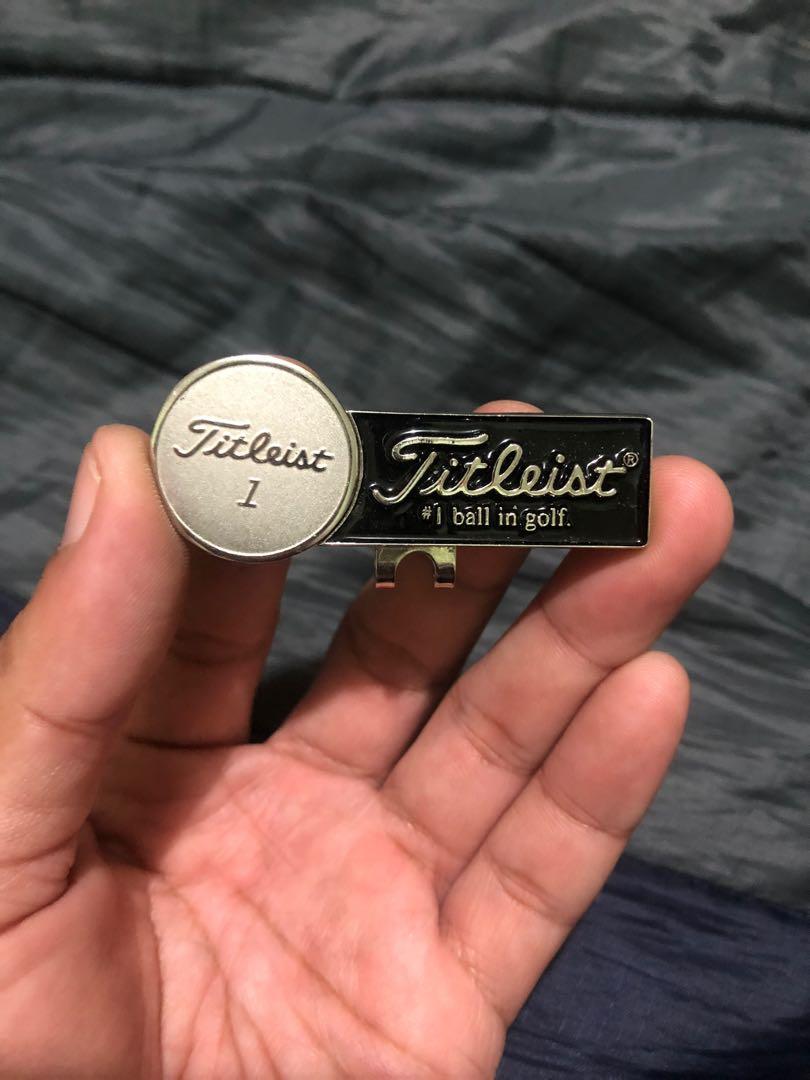 Titleist
1
Titleist®
#1 ball in golf.